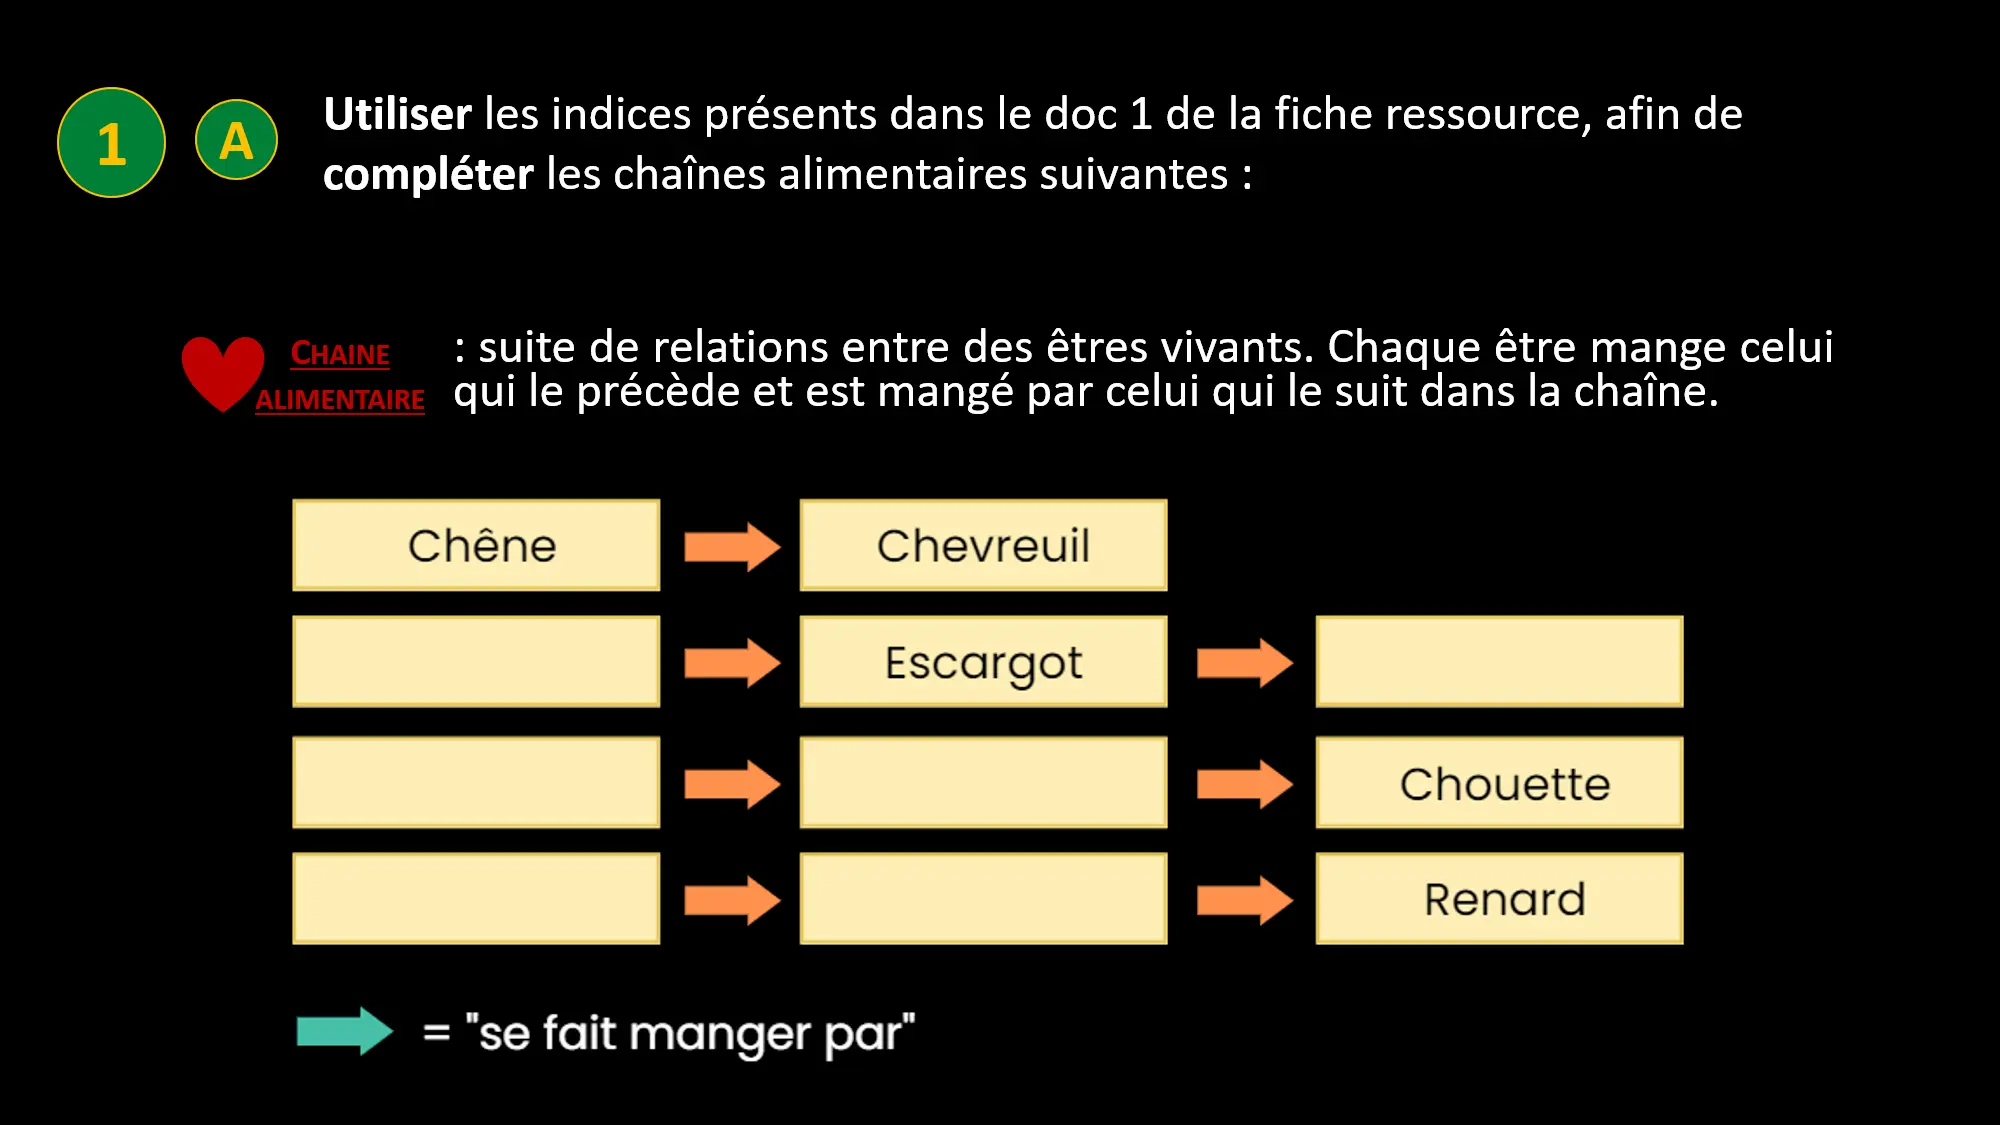 1 A
Utiliser les indices présents dans le doc 1 de la fiche ressource, afin de
compléter les chaînes alimentaires suivantes :
CHAINE
ALIMENTAIRE
: suite de relations entre des êtres vivants. Chaque être mange celui
qui le précède et est mangé par celui qui le suit dans la chaîne.
Chêne Chevreuil
Escargot
Chouette
Renard
= "se fait manger par"